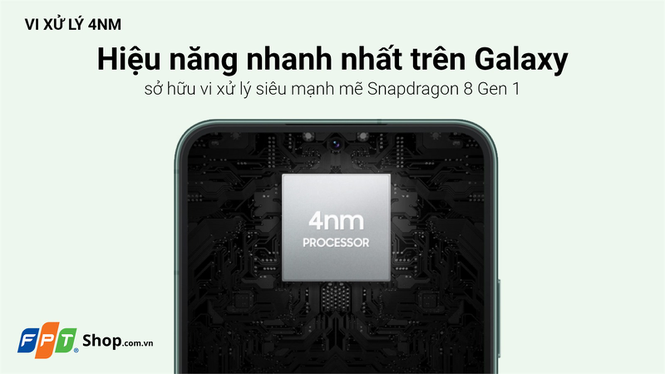 VI XỬ LÝ 4NM
Hiệu năng nhanh nhất trên Galaxy
sở hữu vi xử lý siêu mạnh mẽ Snapdragon 8 Gen 1
4nm
PROCESSOR
FPT® Shop.com.vn